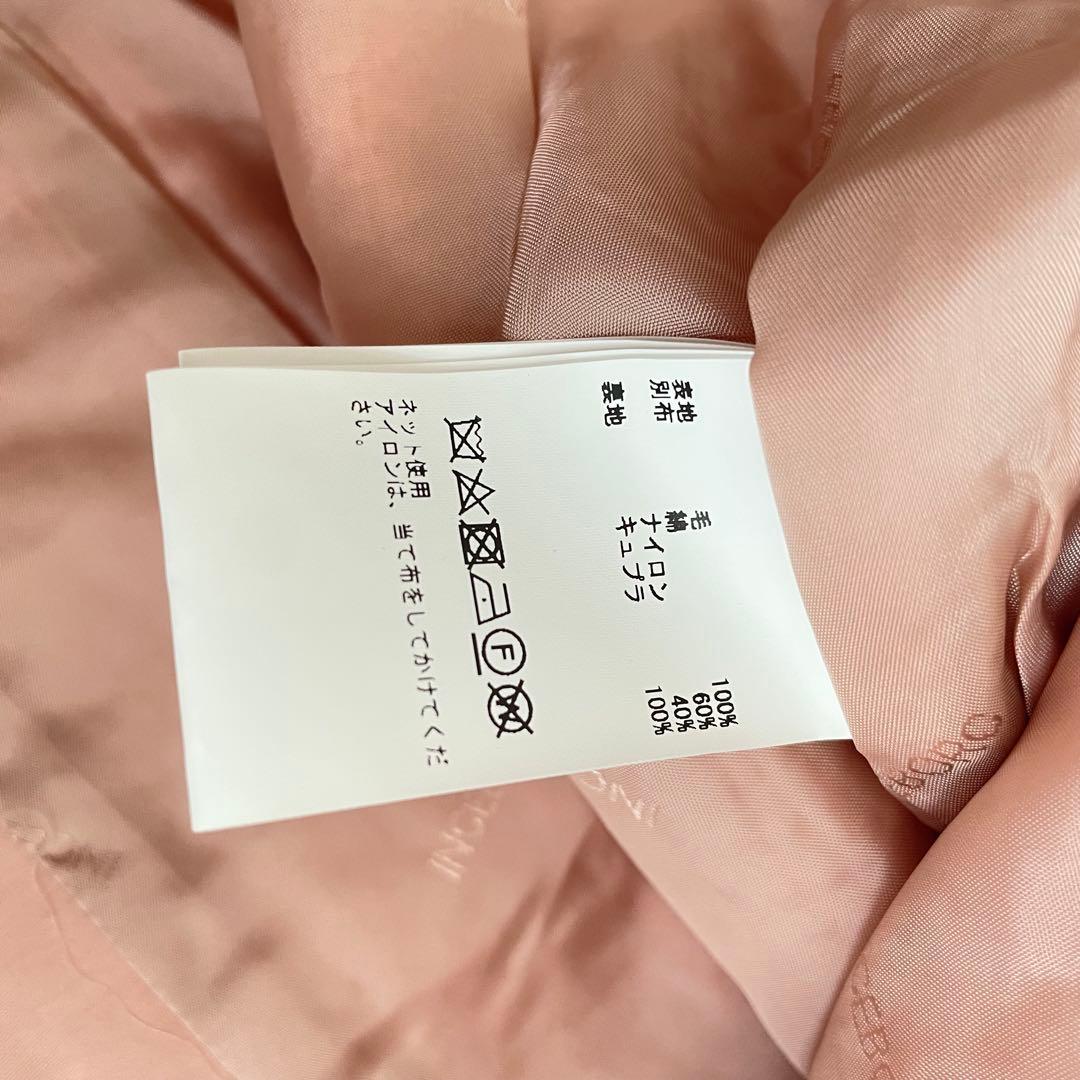 表地 毛 100%
別布 綿 60%
ナイロン 40%
裏地 キュプラ 100%
F
W
ネット使用
アイロンは、当て布をしてかけてくだ
さい。